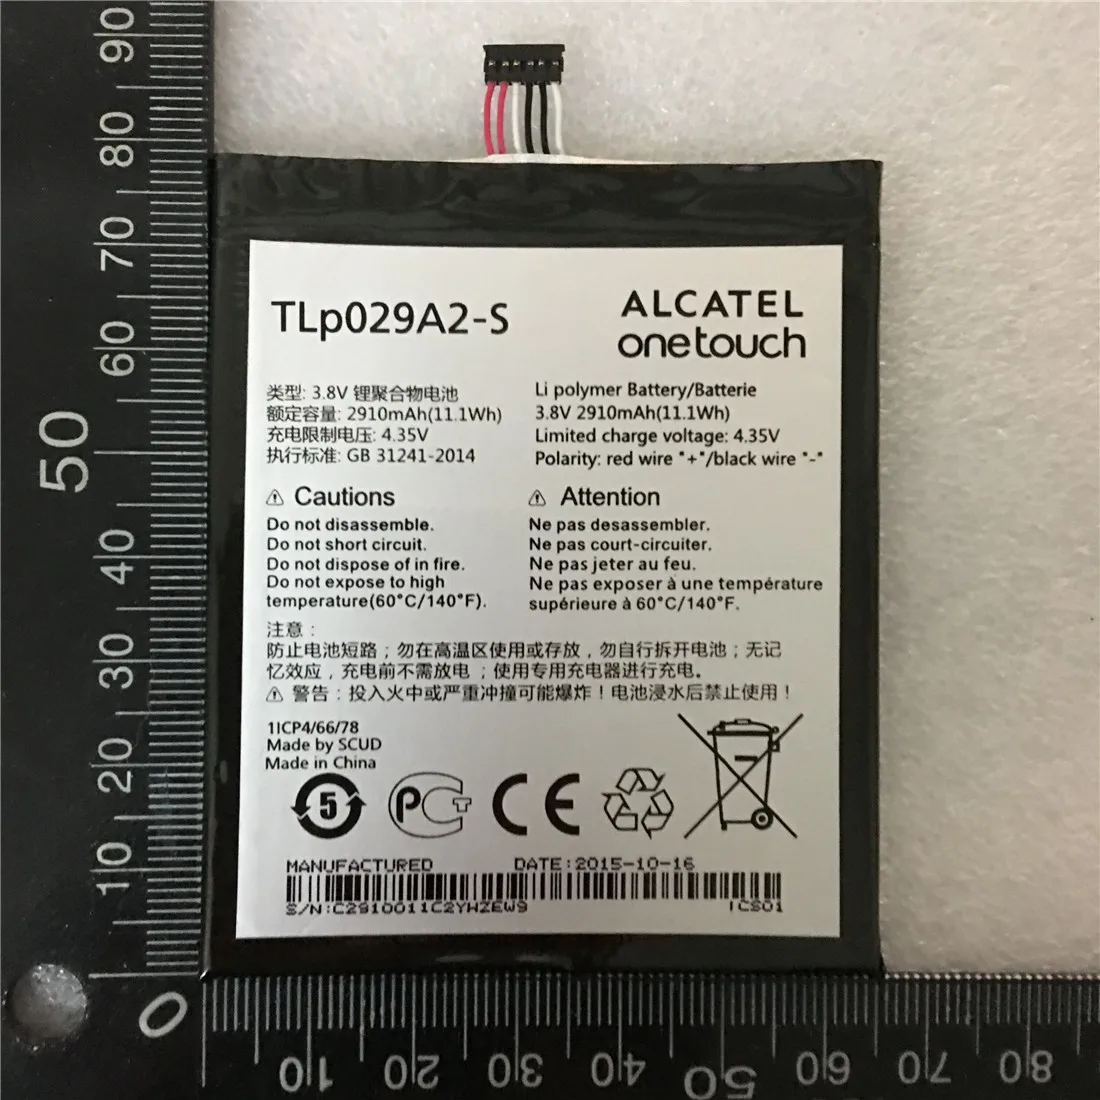 TLp029A2-S
ALCATEL
onetouch
类型: 3.8V 锂聚合物电池
额定容量: 2910mAh(11.1Wh)
充电限制电压: 4.35V
执行标准: GB 31241-2014
Li polymer Battery/Batterie
3.8V 2910mAh(11.1Wh)
Limited charge voltage: 4.35V
Polarity: red wire "+"/black wire "-"
⚠ Cautions
Do not disassemble.
Do not short circuit.
Do not dispose of in fire.
Do not expose to high
temperature(60°C/140°F).
⚠ Attention
Ne pas desassembler.
Ne pas court-circuiter.
Ne pas jeter au feu.
Ne pas exposer à une température
supérieure à 60°C/140°F.
注意：
防止电池短路；勿在高温区使用或存放，勿自行拆开电池；无记
忆效应，充电前不需放电；使用专用充电器进行充电。
⚠ 警告：投入火中或严重冲撞可能爆炸！电池浸水后禁止使用！
1ICP4/66/78
Made by SCUD
Made in China
5
PCT
CE
MANUFACTURED DATE:2015-10-16
S/N:C2910011C2YHZEW9 ICS01
90
80
70
60
50
40
30
20
10
0
10 20 30 40 50 60 70 80